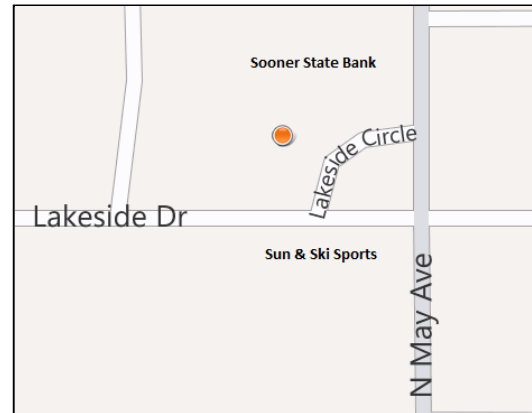 Sooner State Bank
Lakeside Circle
Lakeside Dr
Sun & Ski Sports
N May Ave